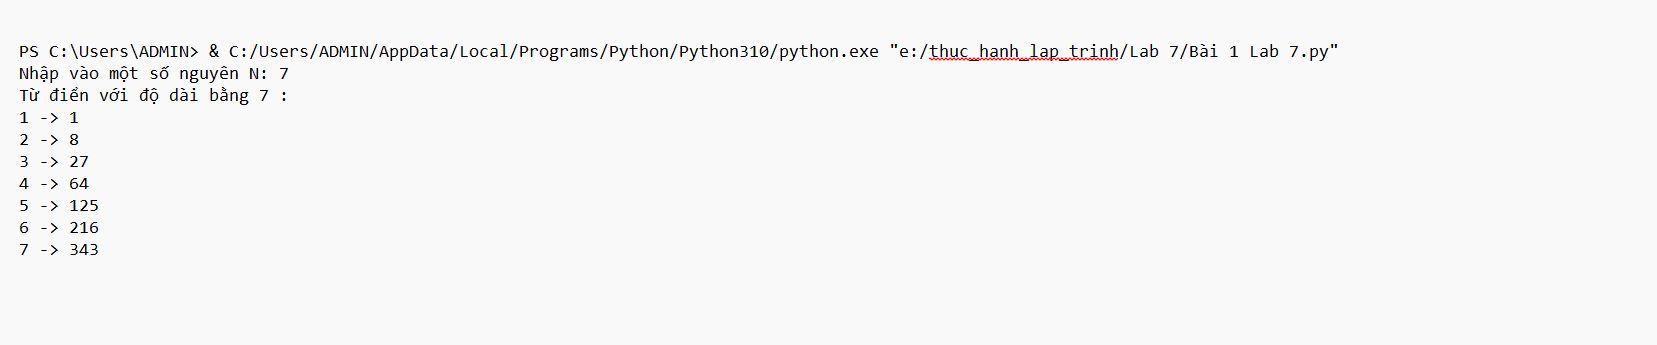 PS C:\Users\ADMIN> & C:/Users/ADMIN/AppData/Local/Programs/Python/Python310/python.exe "e:/thuc_hanh_lap_trinh/Lab 7/Bài 1 Lab 7.py"
Nhập vào một số nguyên N: 7
Từ điển với độ dài bằng 7 :
1 -> 1
2 -> 8
3 -> 27
4 -> 64
5 -> 125
6 -> 216
7 -> 343